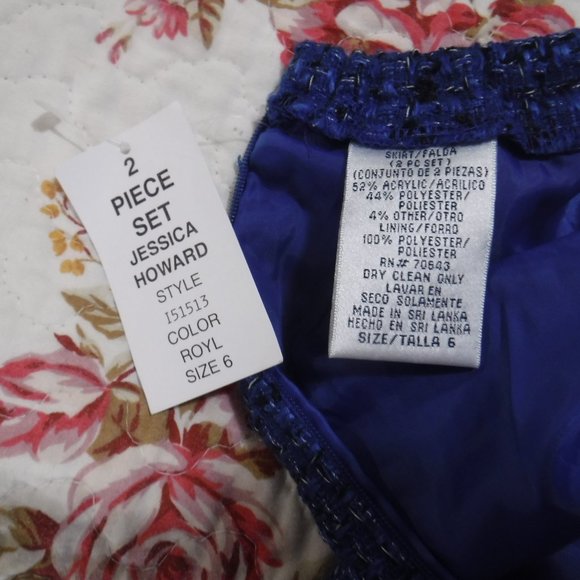 2
PIECE
SET
JESSICA
HOWARD
STYLE
I51513
COLOR
ROYL
SIZE 6
SKIRT/FALDA
(2 PC SET)
(CONJUNTO DE 2 PIEZAS)
52% ACRYLIC/ACRILICO
44% POLYESTER/
POLIESTER
4% OTHER/OTRO
LINING/FORRO
100% POLYESTER/
POLIESTER
RN# 70643
DRY CLEAN ONLY
LAVAR EN
SECO SOLAMENTE
MADE IN SRI LANKA
HECHO EN SRI LANKA
SIZE/TALLA 6